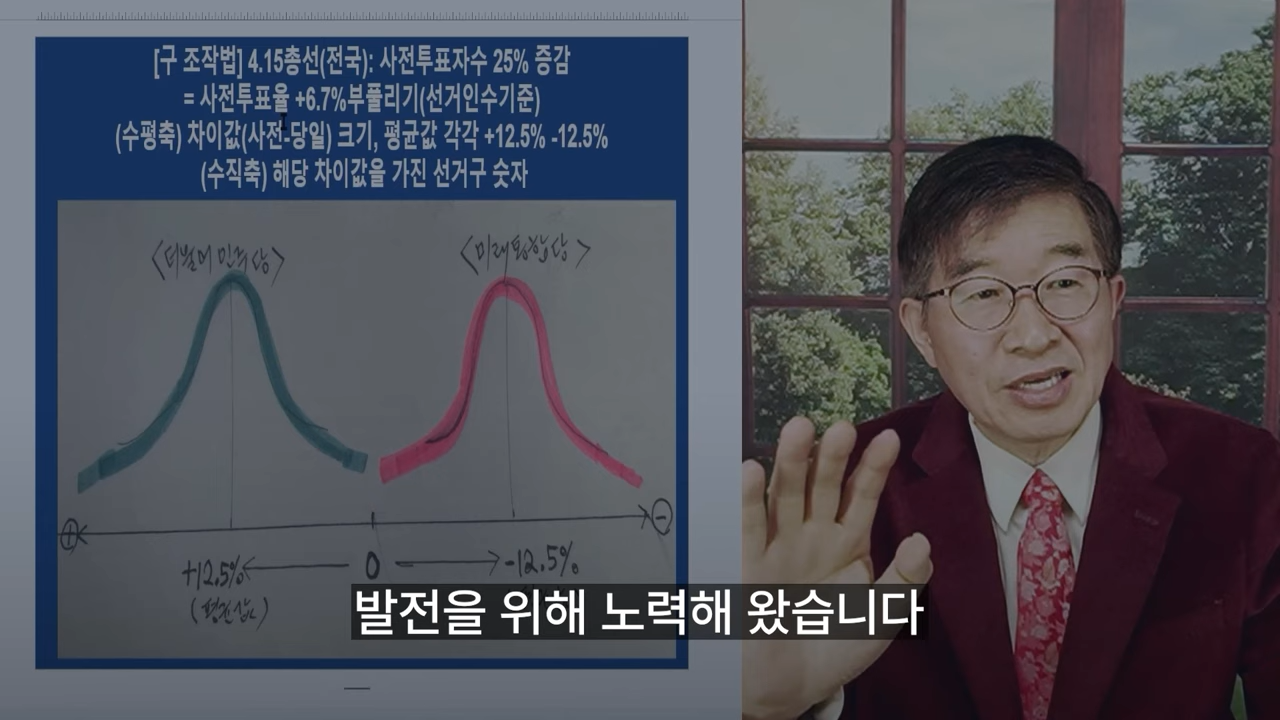 [구 조작법] 4.15총선(전국): 사전투표자수 25% 증감
= 사전투표율 +6.7%부풀리기(선거인수기준)
(수평축) 차이값(사전-당일) 크기, 평균값 각각 +12.5% -12.5%
(수직축) 해당 차이값을 가진 선거구 숫자
<더불어 민주당>
<미래통합당>
+
-
+12.5%
0
-12.5%
(평균값)
발전을 위해 노력해 왔습니다